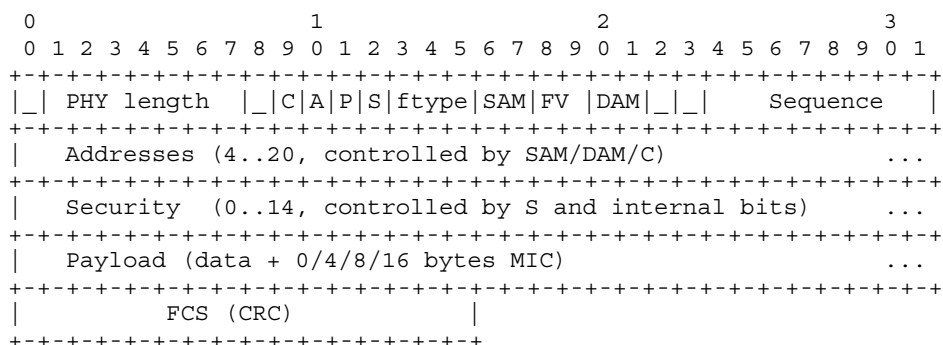 0                   1                   2                   3
 0 1 2 3 4 5 6 7 8 9 0 1 2 3 4 5 6 7 8 9 0 1 2 3 4 5 6 7 8 9 0 1
+-+-+-+-+-+-+-+-+-+-+-+-+-+-+-+-+-+-+-+-+-+-+-+-+-+-+-+-+-+-+-+-+
|_| PHY length  |_|C|A|P|S|ftype|SAM|FV |DAM|_|_|    Sequence   |
+-+-+-+-+-+-+-+-+-+-+-+-+-+-+-+-+-+-+-+-+-+-+-+-+-+-+-+-+-+-+-+-+
|   Addresses (4..20, controlled by SAM/DAM/C)               ...
+-+-+-+-+-+-+-+-+-+-+-+-+-+-+-+-+-+-+-+-+-+-+-+-+-+-+-+-+-+-+-+-+
|   Security  (0..14, controlled by S and internal bits)     ...
+-+-+-+-+-+-+-+-+-+-+-+-+-+-+-+-+-+-+-+-+-+-+-+-+-+-+-+-+-+-+-+-+
|   Payload (data + 0/4/8/16 bytes MIC)                      ...
+-+-+-+-+-+-+-+-+-+-+-+-+-+-+-+-+-+-+-+-+-+-+-+-+-+-+-+-+-+-+-+-+
|          FCS (CRC)            |
+-+-+-+-+-+-+-+-+-+-+-+-+-+-+-+-+